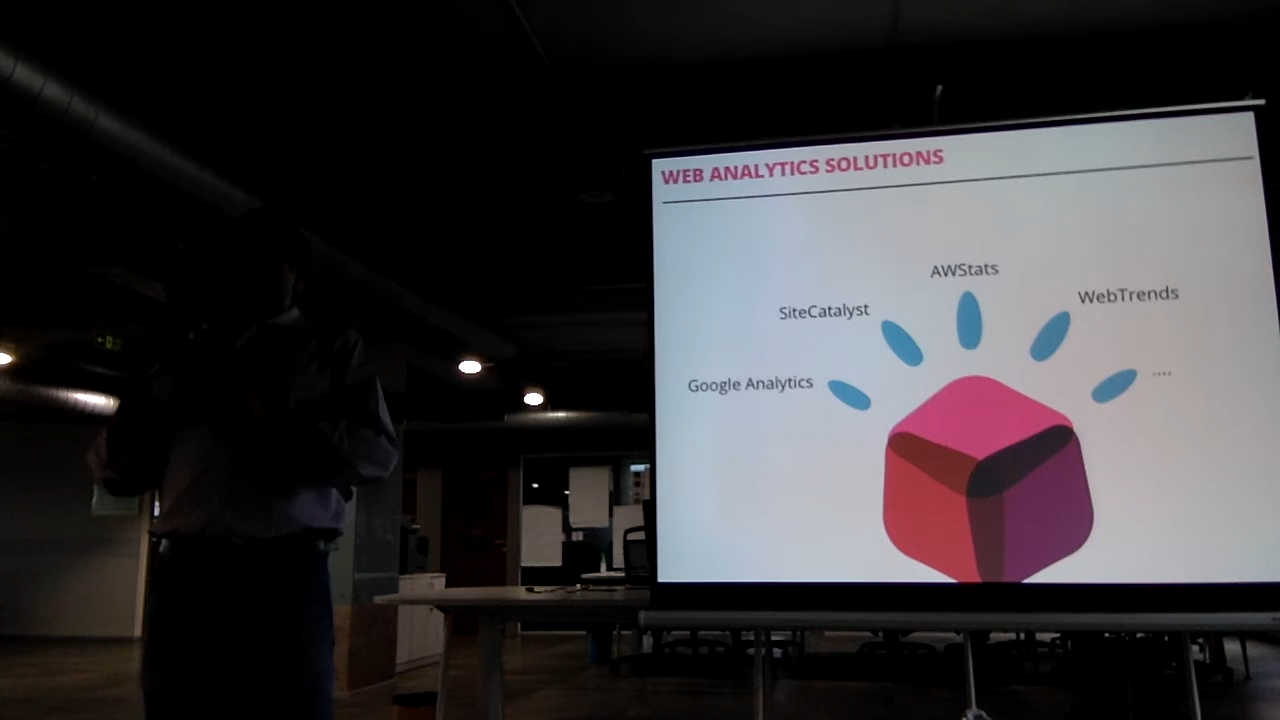 WEB ANALYTICS SOLUTIONS
AWStats
WebTrends
SiteCatalyst
Google Analytics
....